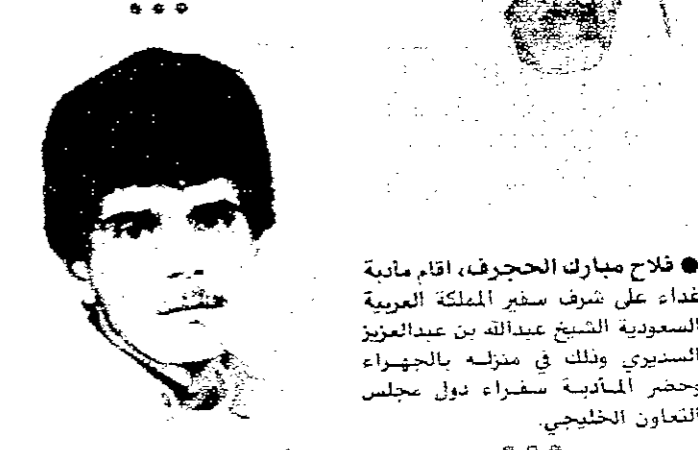 ● فلاح مبارك الحجرف، اقام مأدبة
غداء على شرف سفير المملكة العربية
السعودية الشيخ عبدالله بن عبدالعزيز
السديري وذلك في منزله بالجهراء
وحضر المأدبة سفراء دول مجلس
التعاون الخليجي.